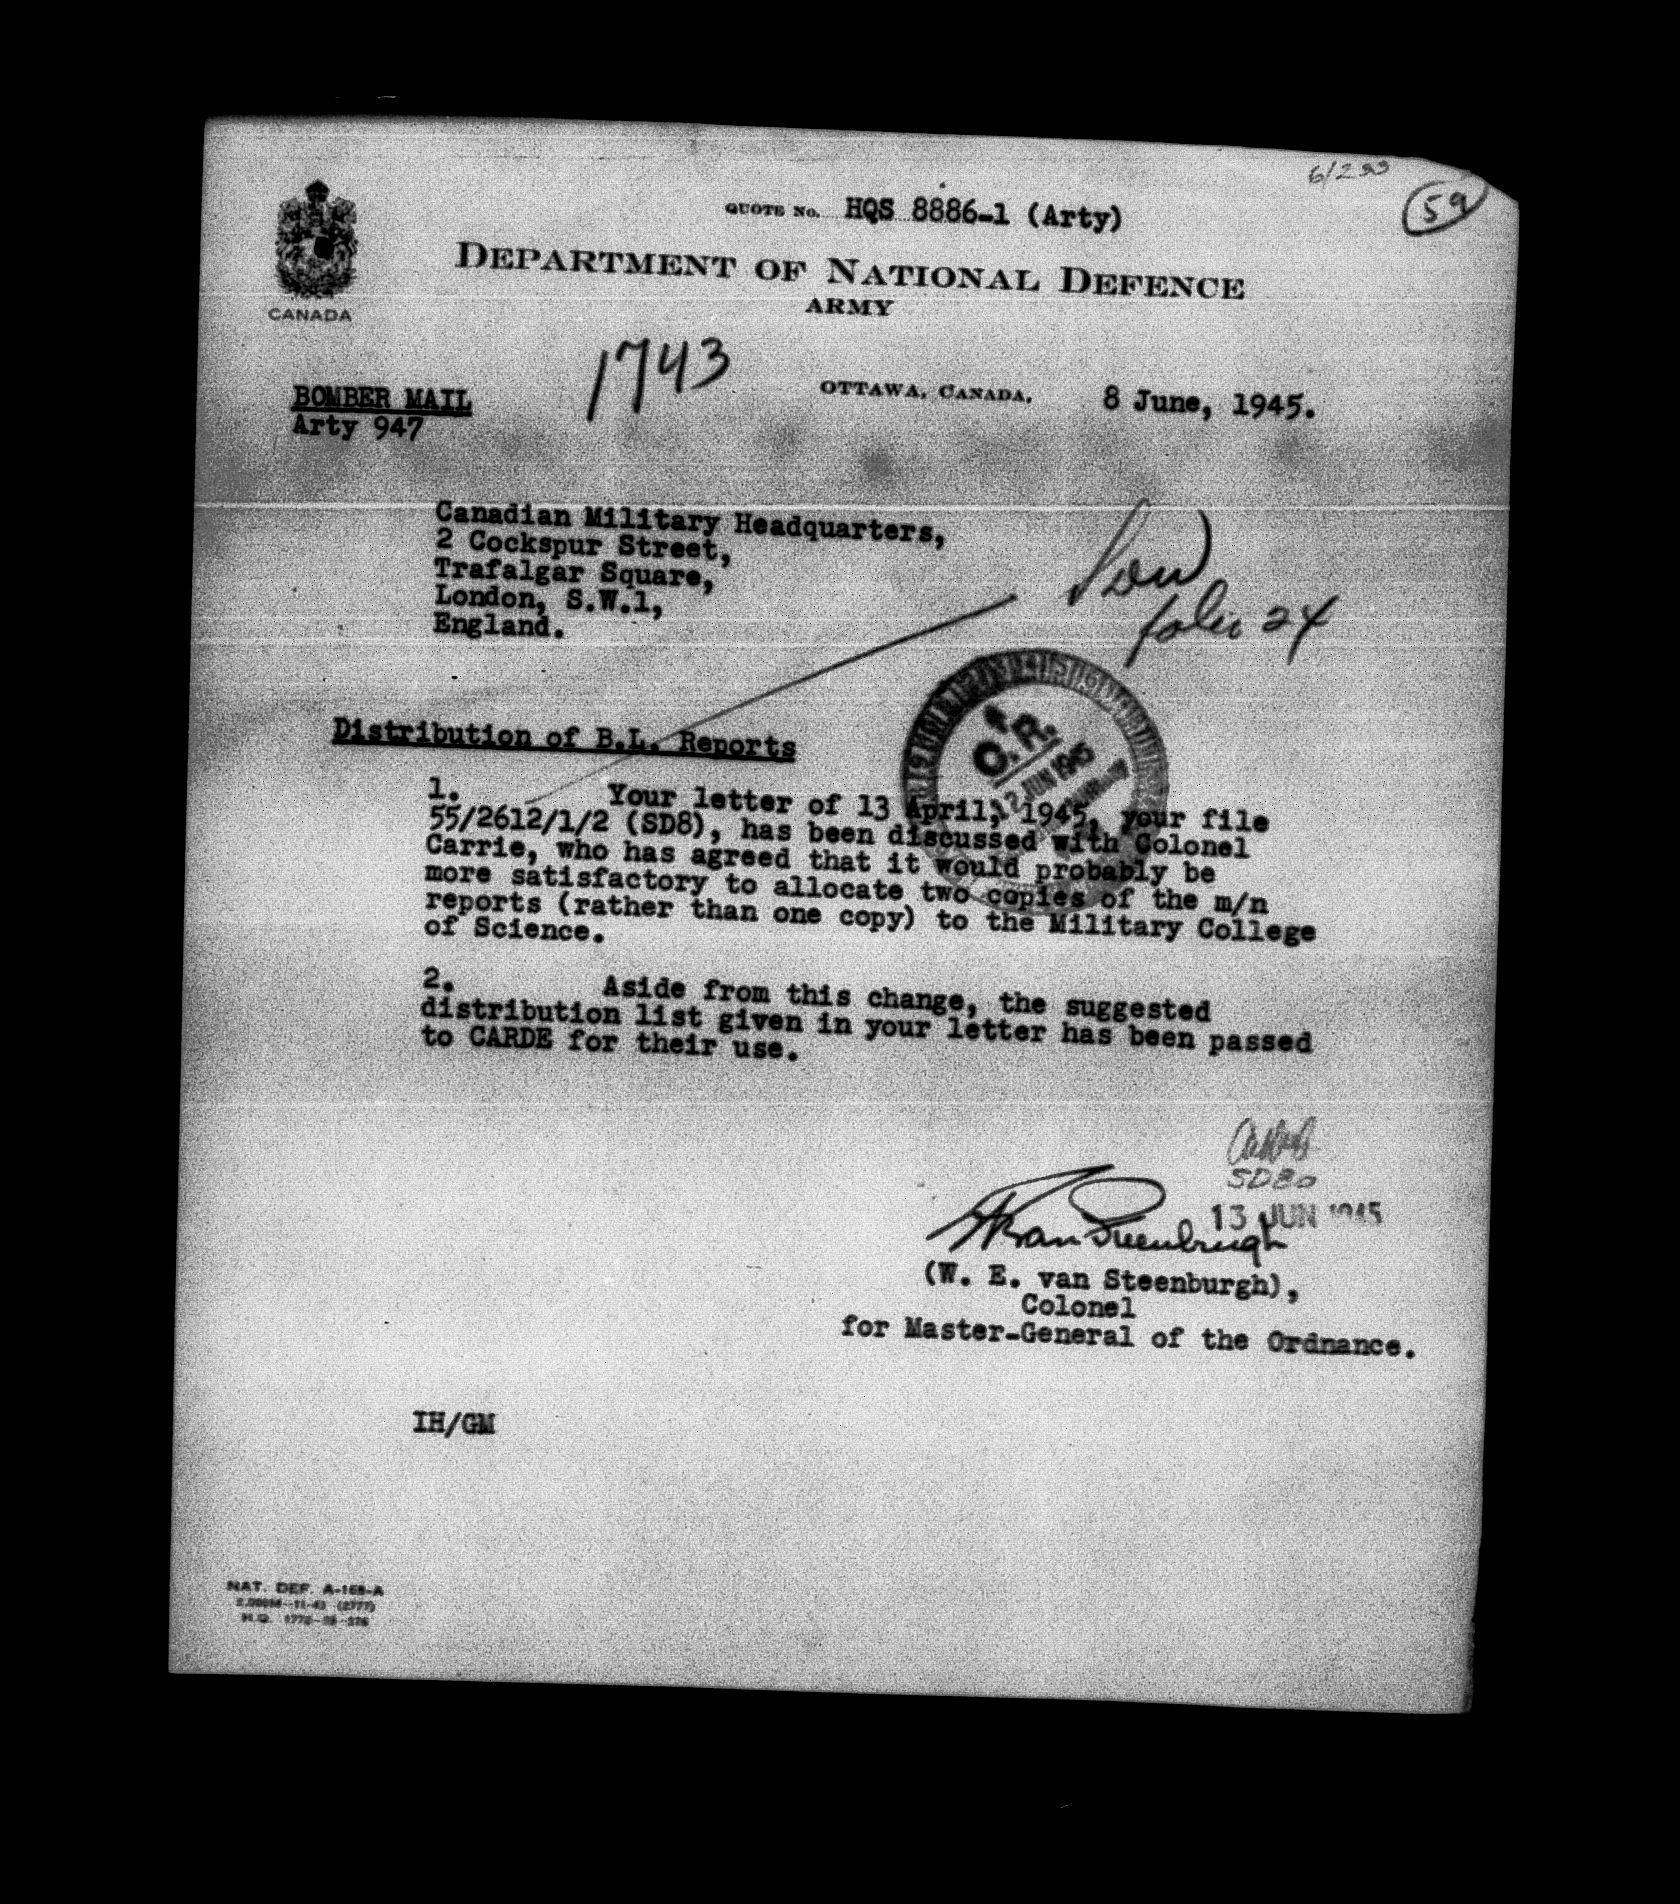 6/233
59
QUOTE No. HQS 8886-1 (Arty)
DEPARTMENT OF NATIONAL DEFENCE
ARMY
CANADA
1743
BOMBER MAIL
OTTAWA, CANADA, 8 June, 1945.
Arty 947
Canadian Military Headquarters,
2 Cockspur Street,
Trafalgar Square,
London, S.W.1,
England.
folio 24
C.R.
12 JUN 1945
Distribution of B.L. Reports
1. Your letter of 13 April, 1945, your file
55/2612/1/2 (SD8), has been discussed with Colonel
Carrie, who has agreed that it would probably be
more satisfactory to allocate two copies of the m/n
reports (rather than one copy) to the Military College
of Science.
2. Aside from this change, the suggested
distribution list given in your letter has been passed
to CARDE for their use.
13 JUN 1945
(W. E. van Steenburgh),
Colonel
for Master-General of the Ordnance.
IH/GM
NAT. DEF. A-168-A